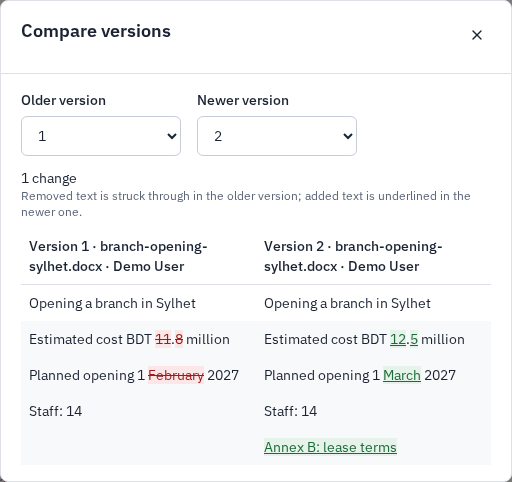 Compare versions
×
Older version
Newer version
1
2
1 change
Removed text is struck through in the older version; added text is underlined in the
newer one.
Version 1 · branch-opening-
sylhet.docx · Demo User
Version 2 · branch-opening-
sylhet.docx · Demo User
Opening a branch in Sylhet
Opening a branch in Sylhet
Estimated cost BDT 11.8 million
Estimated cost BDT 12.5 million
Planned opening 1 February 2027
Planned opening 1 March 2027
Staff: 14
Staff: 14
Annex B: lease terms